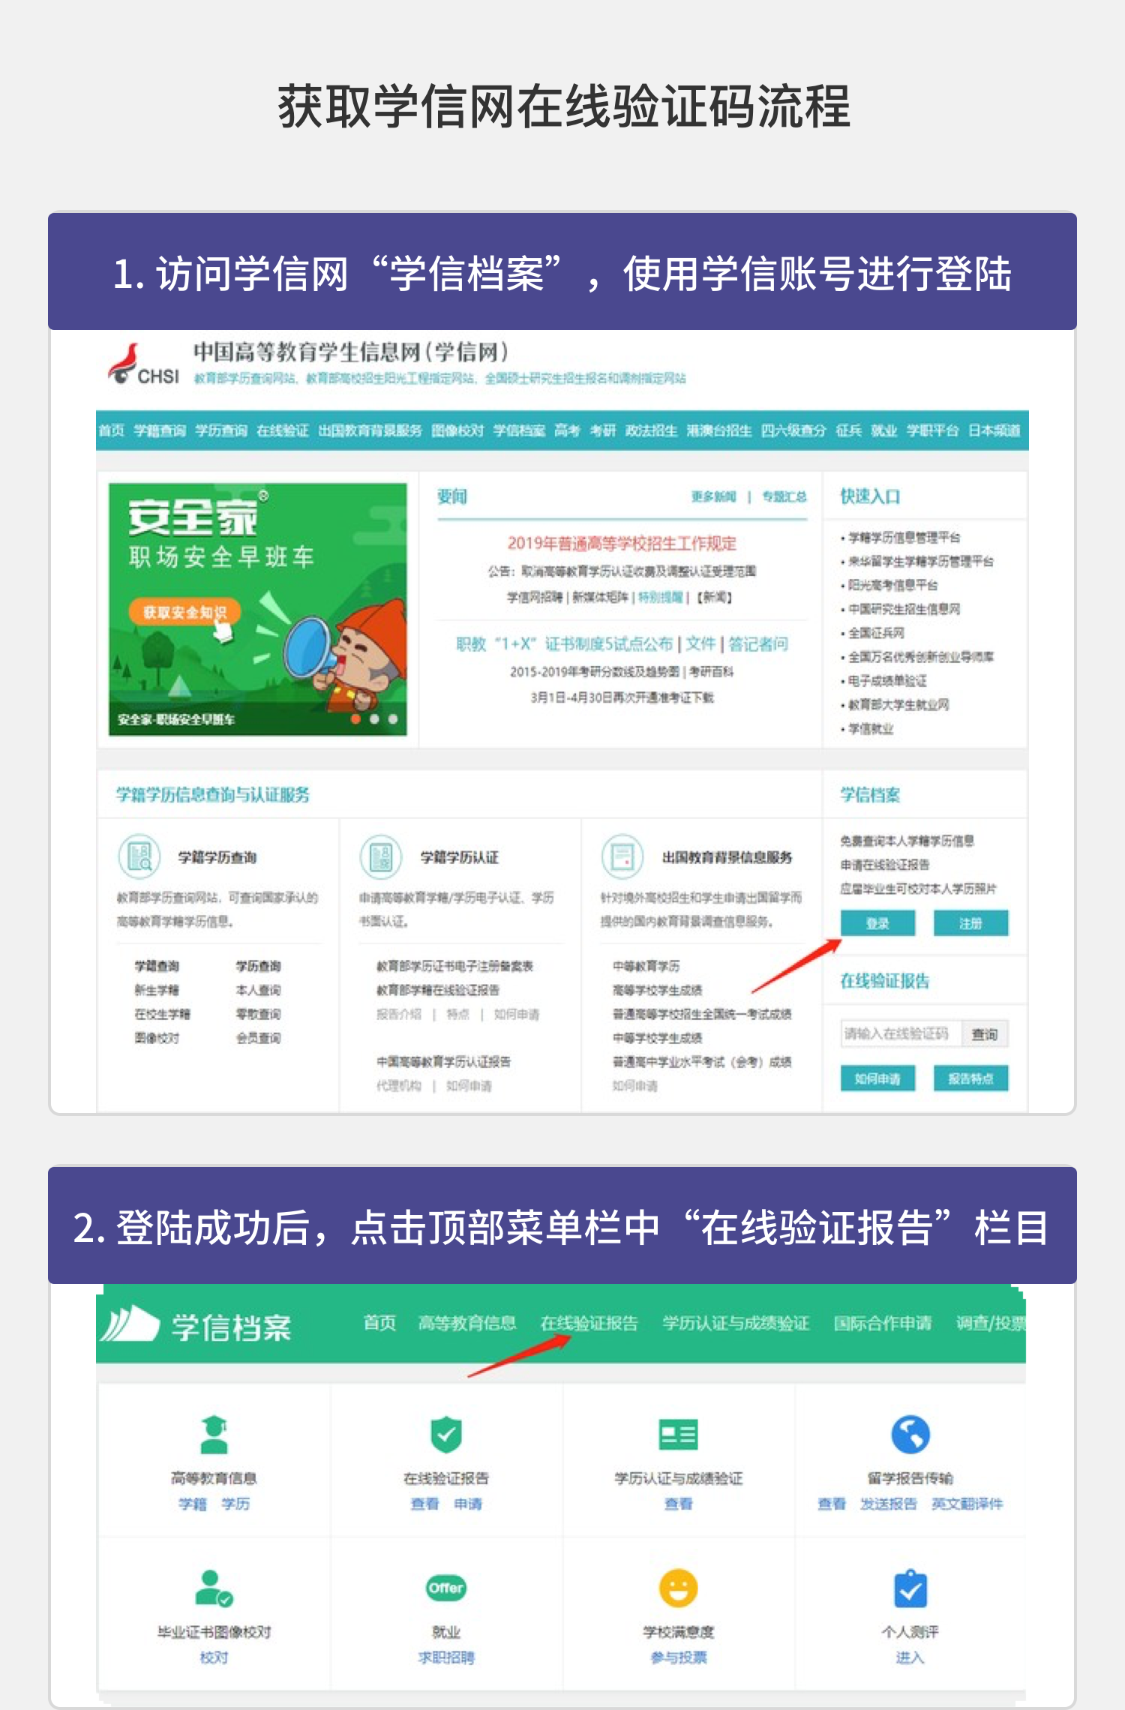 获取学信网在线验证码流程
1. 访问学信网“学信档案”，使用学信账号进行登陆
CHSI
中国高等教育学生信息网(学信网)
教育部学历查询网站、教育部高校招生阳光工程指定网站、全国硕士研究生招生报名和调剂指定网站
首页 学籍查询 学历查询 在线验证 出国教育背景服务 图像校对 学信档案 高考 考研 政法招生 港澳台招生 四六级查分 征兵 就业 学职平台 日本频道
安全家®
职场安全早班车
获取安全知识
安全家-职场安全早班车
要闻
更多新闻 | 专题汇总
2019年普通高等学校招生工作规定
公告：取消高等教育学历认证收费及调整认证受理范围
学信网招聘 | 新媒体矩阵 | 特别提醒 | 【新闻】
职教“1+X”证书制度5试点公布 | 文件 | 答记者问
2015-2019年考研分数线及趋势图 | 考研百科
3月1日-4月30日再次开通准考证下载
快速入口
• 学籍学历信息管理平台
• 来华留学生学籍学历管理平台
• 阳光高考信息平台
• 中国研究生招生信息网
• 全国征兵网
• 全国万名优秀创新创业导师库
• 电子成绩单验证
• 教育部大学生就业网
• 学信就业
学籍学历信息查询与认证服务
学籍学历查询
教育部学历查询网站，可查询国家承认的
高等教育学籍学历信息。
学籍查询 学历查询
新生学籍 本人查询
在校生学籍 零散查询
图像校对 会员查询
学籍学历认证
申请高等教育学籍/学历电子认证、学历
书面认证。
教育部学历证书电子注册备案表
教育部学籍在线验证报告
报告介绍 | 特点 | 如何申请
中国高等教育学历认证报告
代理机构 | 如何申请
出国教育背景信息服务
针对境外高校招生和学生申请出国留学而
提供的国内教育背景调查信息服务。
中等教育学历
高等学校学生成绩
普通高等学校招生全国统一考试成绩
中等学校学生成绩
普通高中学业水平考试（会考）成绩
如何申请
学信档案
免费查询本人学籍学历信息
申请在线验证报告
应届毕业生可校对本人学历照片
登录 注册
在线验证报告
请输入在线验证码 查询
如何申请 报告特点
2. 登陆成功后，点击顶部菜单栏中“在线验证报告”栏目
学信档案
首页 高等教育信息 在线验证报告 学历认证与成绩验证 国际合作申请 调查/投票
高等教育信息
学籍 学历
在线验证报告
查看 申请
学历认证与成绩验证
查看
留学报告传输
查看 发送报告 英文翻译件
毕业证书图像校对
校对
Offer
就业
求职招聘
学校满意度
参与投票
个人测评
进入